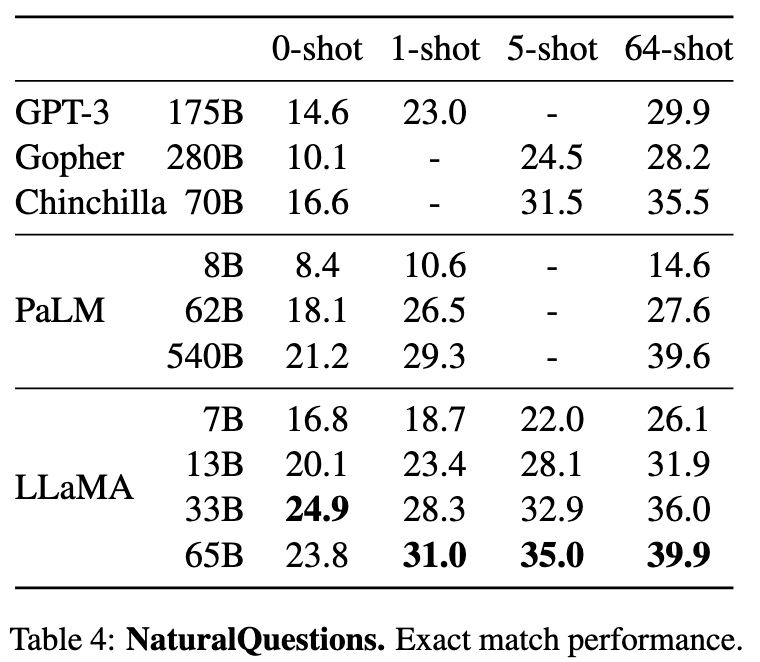 0-shot 1-shot 5-shot 64-shot
GPT-3 175B 14.6 23.0 - 29.9
Gopher 280B 10.1 - 24.5 28.2
Chinchilla 70B 16.6 - 31.5 35.5
8B 8.4 10.6 - 14.6
PaLM 62B 18.1 26.5 - 27.6
540B 21.2 29.3 - 39.6
7B 16.8 18.7 22.0 26.1
13B 20.1 23.4 28.1 31.9
LLaMA
33B 24.9 28.3 32.9 36.0
65B 23.8 31.0 35.0 39.9
Table 4: NaturalQuestions. Exact match performance.